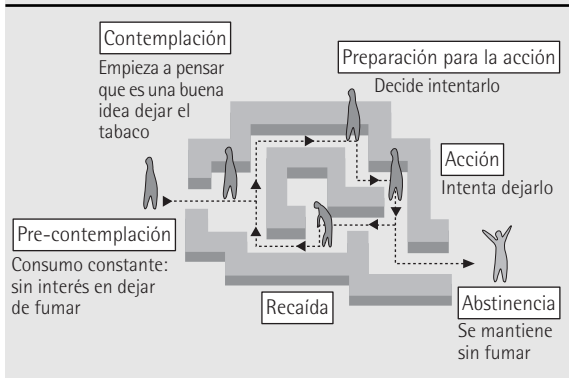 Contemplación
Empieza a pensar
que es una buena
idea dejar el
tabaco
Preparación para la acción
Decide intentarlo
Acción
Intenta dejarlo
Pre-contemplación
Consumo constante:
sin interés en dejar
de fumar
Recaída
Abstinencia
Se mantiene
sin fumar